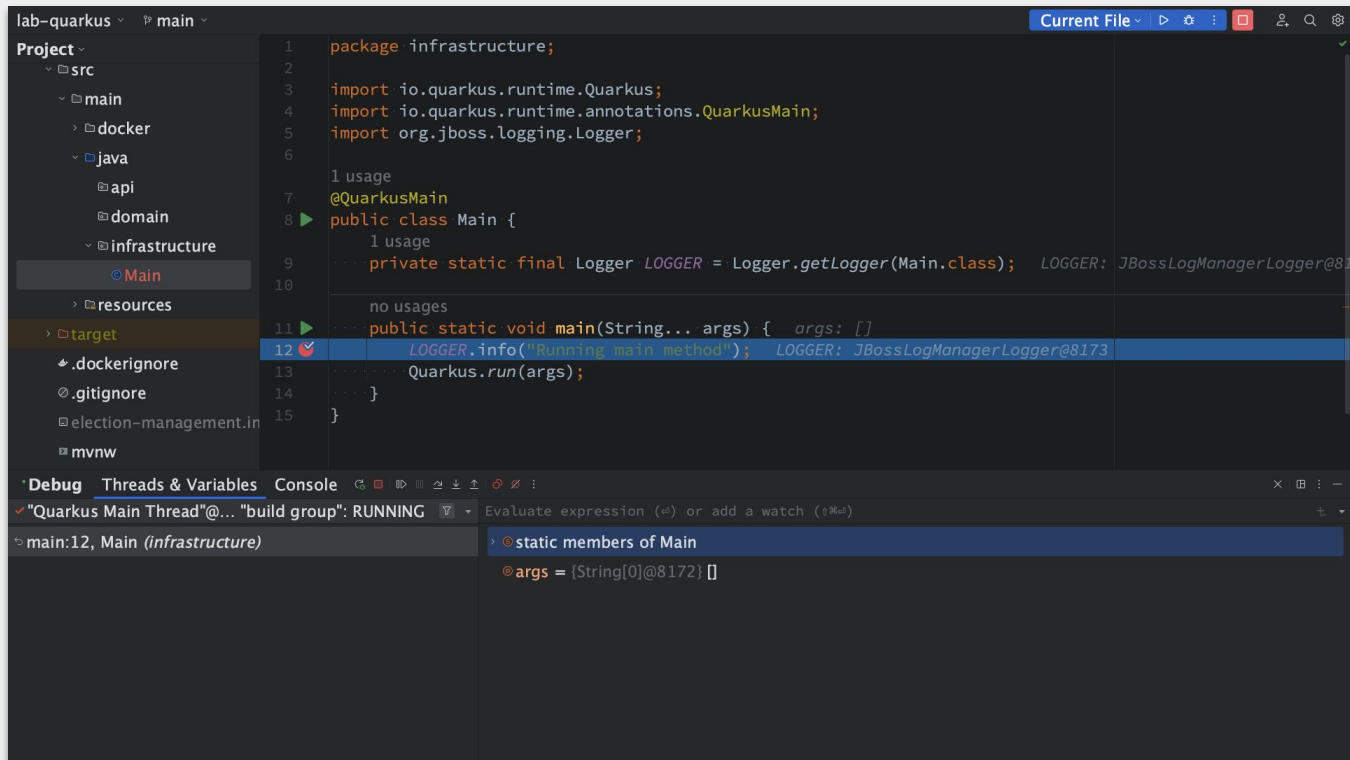 lab-quarkus main Current File
Project
src
main
docker
java
api
domain
infrastructure
Main
resources
target
.dockerignore
.gitignore
election-management.in
mvnw
1 package infrastructure;
2
3 import io.quarkus.runtime.Quarkus;
4 import io.quarkus.runtime.annotations.QuarkusMain;
5 import org.jboss.logging.Logger;
6
1 usage
7 @QuarkusMain
8 public class Main {
1 usage
9 private static final Logger LOGGER = Logger.getLogger(Main.class); LOGGER: JBossLogManagerLogger@81
10
no usages
11 public static void main(String... args) { args: []
12 LOGGER.info("Running main method"); LOGGER: JBossLogManagerLogger@8173
13 Quarkus.run(args);
14 }
15 }
Debug Threads & Variables Console
"Quarkus Main Thread"@... "build group": RUNNING
Evaluate expression (⏎) or add a watch (⇧⌘⏎)
main:12, Main (infrastructure)
static members of Main
args = {String[0]@8172} []